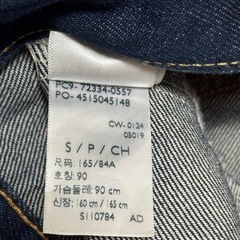 PC9- 72334-0557
PO- 4515045148
CW-0124
05019
S / P / CH
尺码: 165/84A
호칭: 90
가슴둘레: 90 cm
신장: 160 cm / 165 cm
S110784 AD